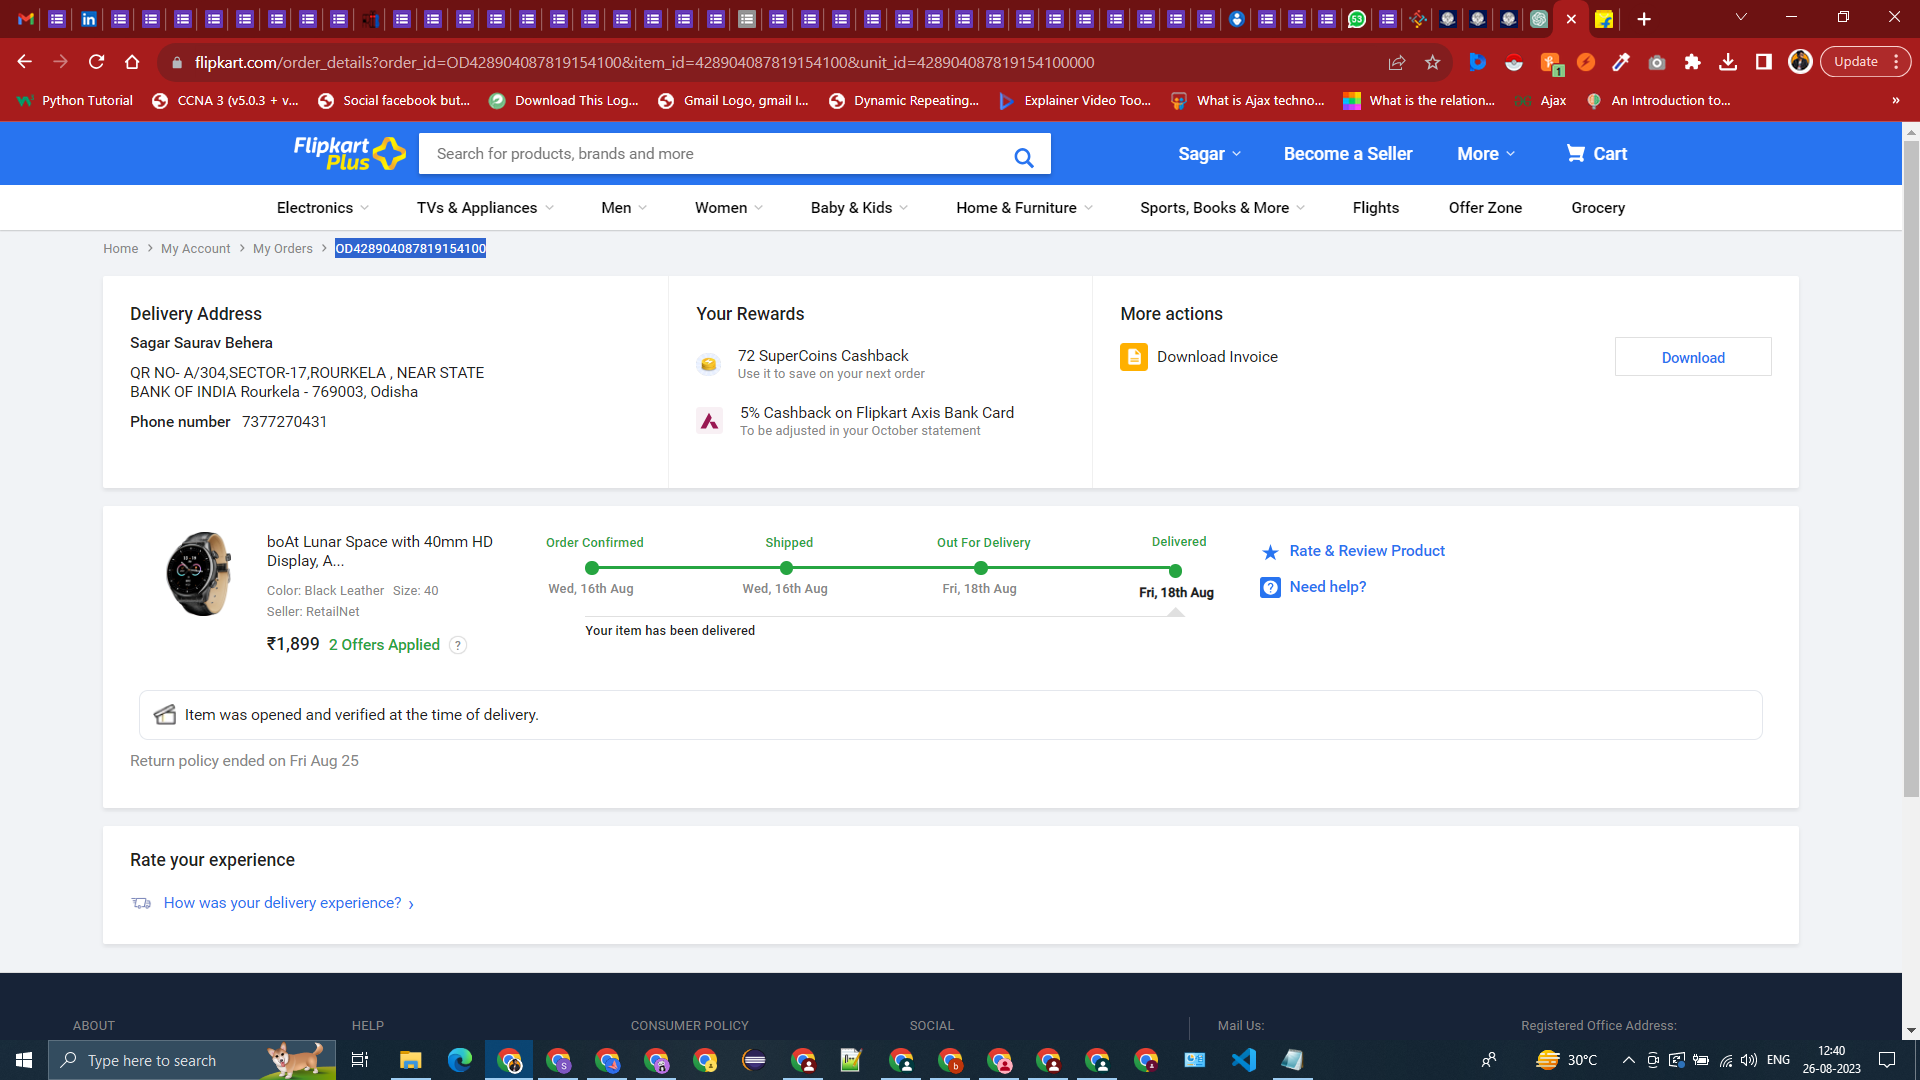 53
flipkart.com/order_details?order_id=OD428904087819154100&item_id=428904087819154100&unit_id=428904087819154100000
1
Update
Python Tutorial
CCNA 3 (v5.0.3 + v...
Social facebook but...
Download This Log...
Gmail Logo, gmail I...
Dynamic Repeating...
Explainer Video Too...
What is Ajax techno...
What is the relation...
Ajax
An Introduction to...
»
Flipkart
Plus
Search for products, brands and more
Sagar
Become a Seller
More
Cart
Electronics
TVs & Appliances
Men
Women
Baby & Kids
Home & Furniture
Sports, Books & More
Flights
Offer Zone
Grocery
Home > My Account > My Orders > OD428904087819154100
Delivery Address
Sagar Saurav Behera
QR NO- A/304,SECTOR-17,ROURKELA , NEAR STATE
BANK OF INDIA Rourkela - 769003, Odisha
Phone number 7377270431
Your Rewards
72 SuperCoins Cashback
Use it to save on your next order
5% Cashback on Flipkart Axis Bank Card
To be adjusted in your October statement
More actions
Download Invoice
Download
boAt Lunar Space with 40mm HD
Display, A...
Color: Black Leather Size: 40
Seller: RetailNet
₹1,899 2 Offers Applied ?
Order Confirmed
Wed, 16th Aug
Shipped
Wed, 16th Aug
Out For Delivery
Fri, 18th Aug
Delivered
Fri, 18th Aug
Your item has been delivered
Rate & Review Product
Need help?
Item was opened and verified at the time of delivery.
Return policy ended on Fri Aug 25
Rate your experience
How was your delivery experience? ›
ABOUT
HELP
CONSUMER POLICY
SOCIAL
Mail Us:
Registered Office Address:
Type here to search
30°C
ENG
12:40
26-08-2023